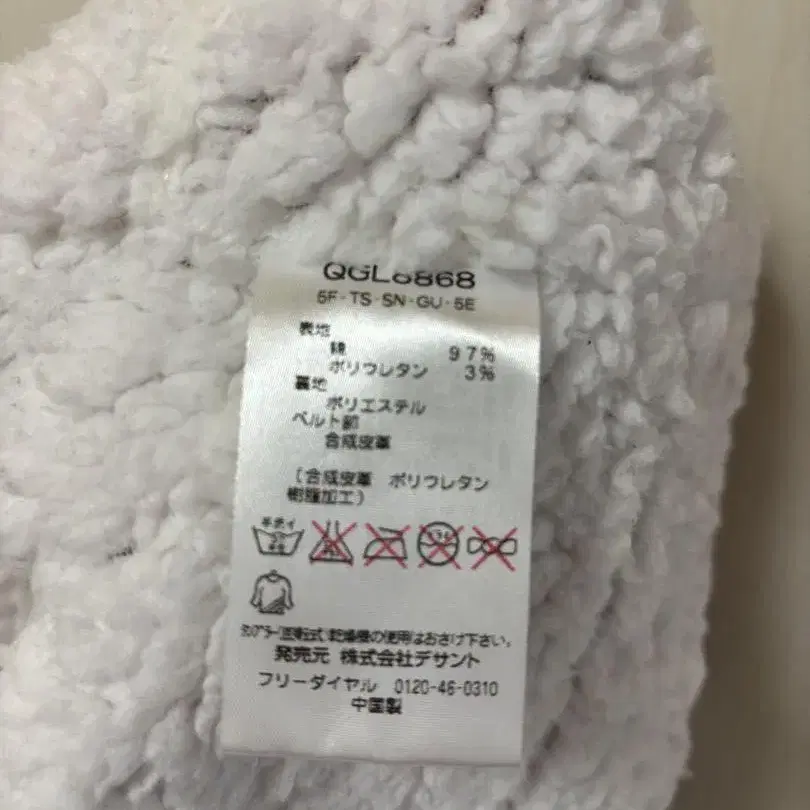 QGL8868
5F・TS・SN・GU・5E
表地
綿 97%
ポリウレタン 3%
裏地
ポリエステル
ベルト部
合成皮革
[合成皮革 ポリウレタン
樹脂加工)
手洗イ
タンブラー(回転式)乾燥機の使用はおさけ下さい。
発売元 株式会社デサント
フリーダイヤル 0120-46-0310
中国製